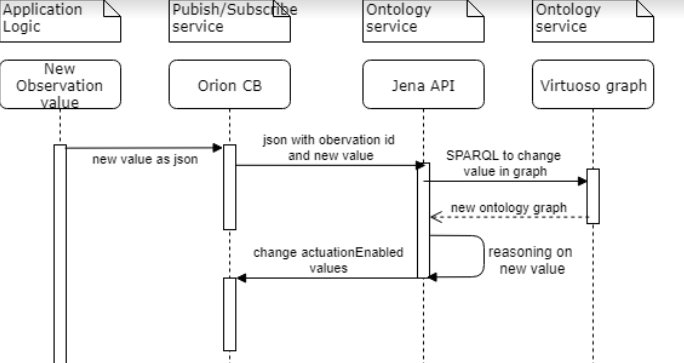 Application
Logic
Pubish/Subscribe
service
Ontology
service
Ontology
service
New
Observation
value
Orion CB
Jena API
Virtuoso graph
new value as json
json with obervation id
and new value
SPARQL to change
value in graph
new ontology graph
reasoning on
new value
change actuationEnabled
values